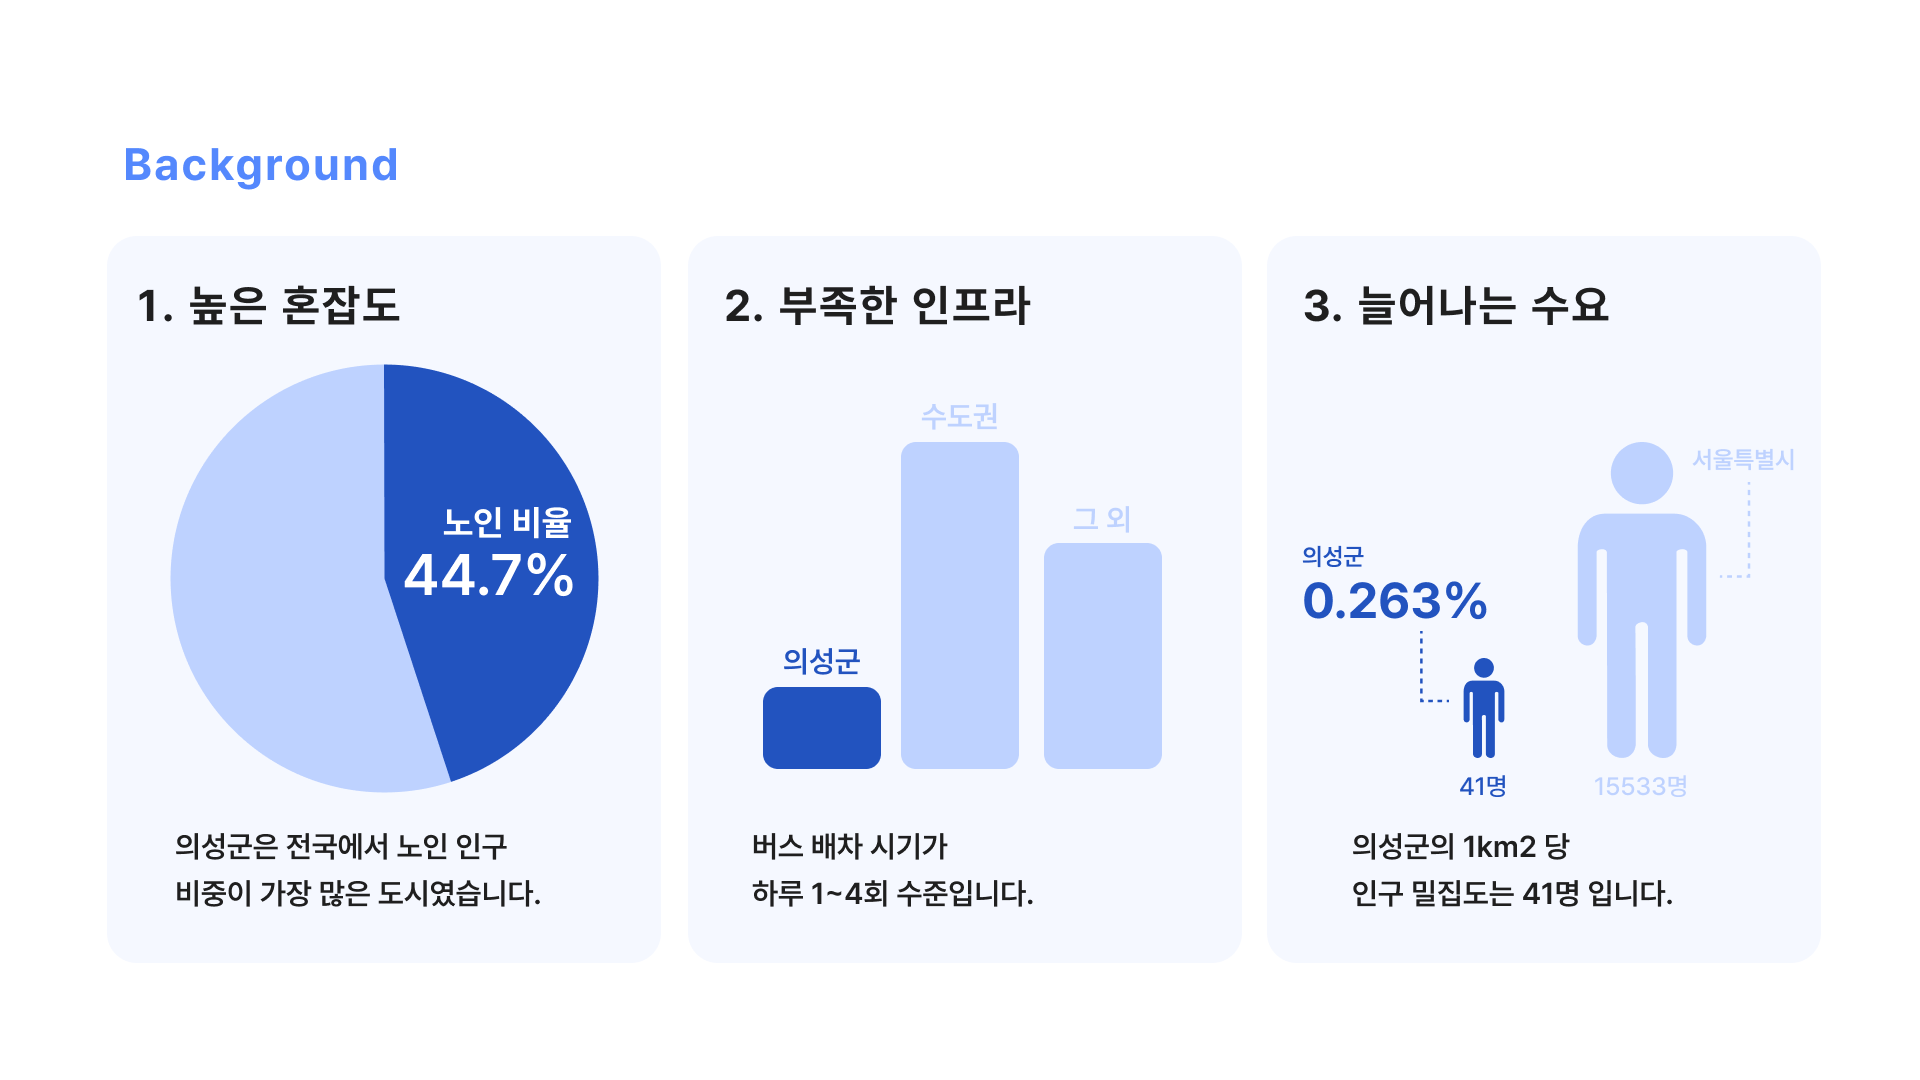 Background
1. 높은 혼잡도
노인 비율
44.7%
의성군은 전국에서 노인 인구
비중이 가장 많은 도시였습니다.
2. 부족한 인프라
수도권
그 외
의성군
버스 배차 시기가
하루 1~4회 수준입니다.
3. 늘어나는 수요
서울특별시
의성군
0.263%
41명
15533명
의성군의 1km2 당
인구 밀집도는 41명 입니다.